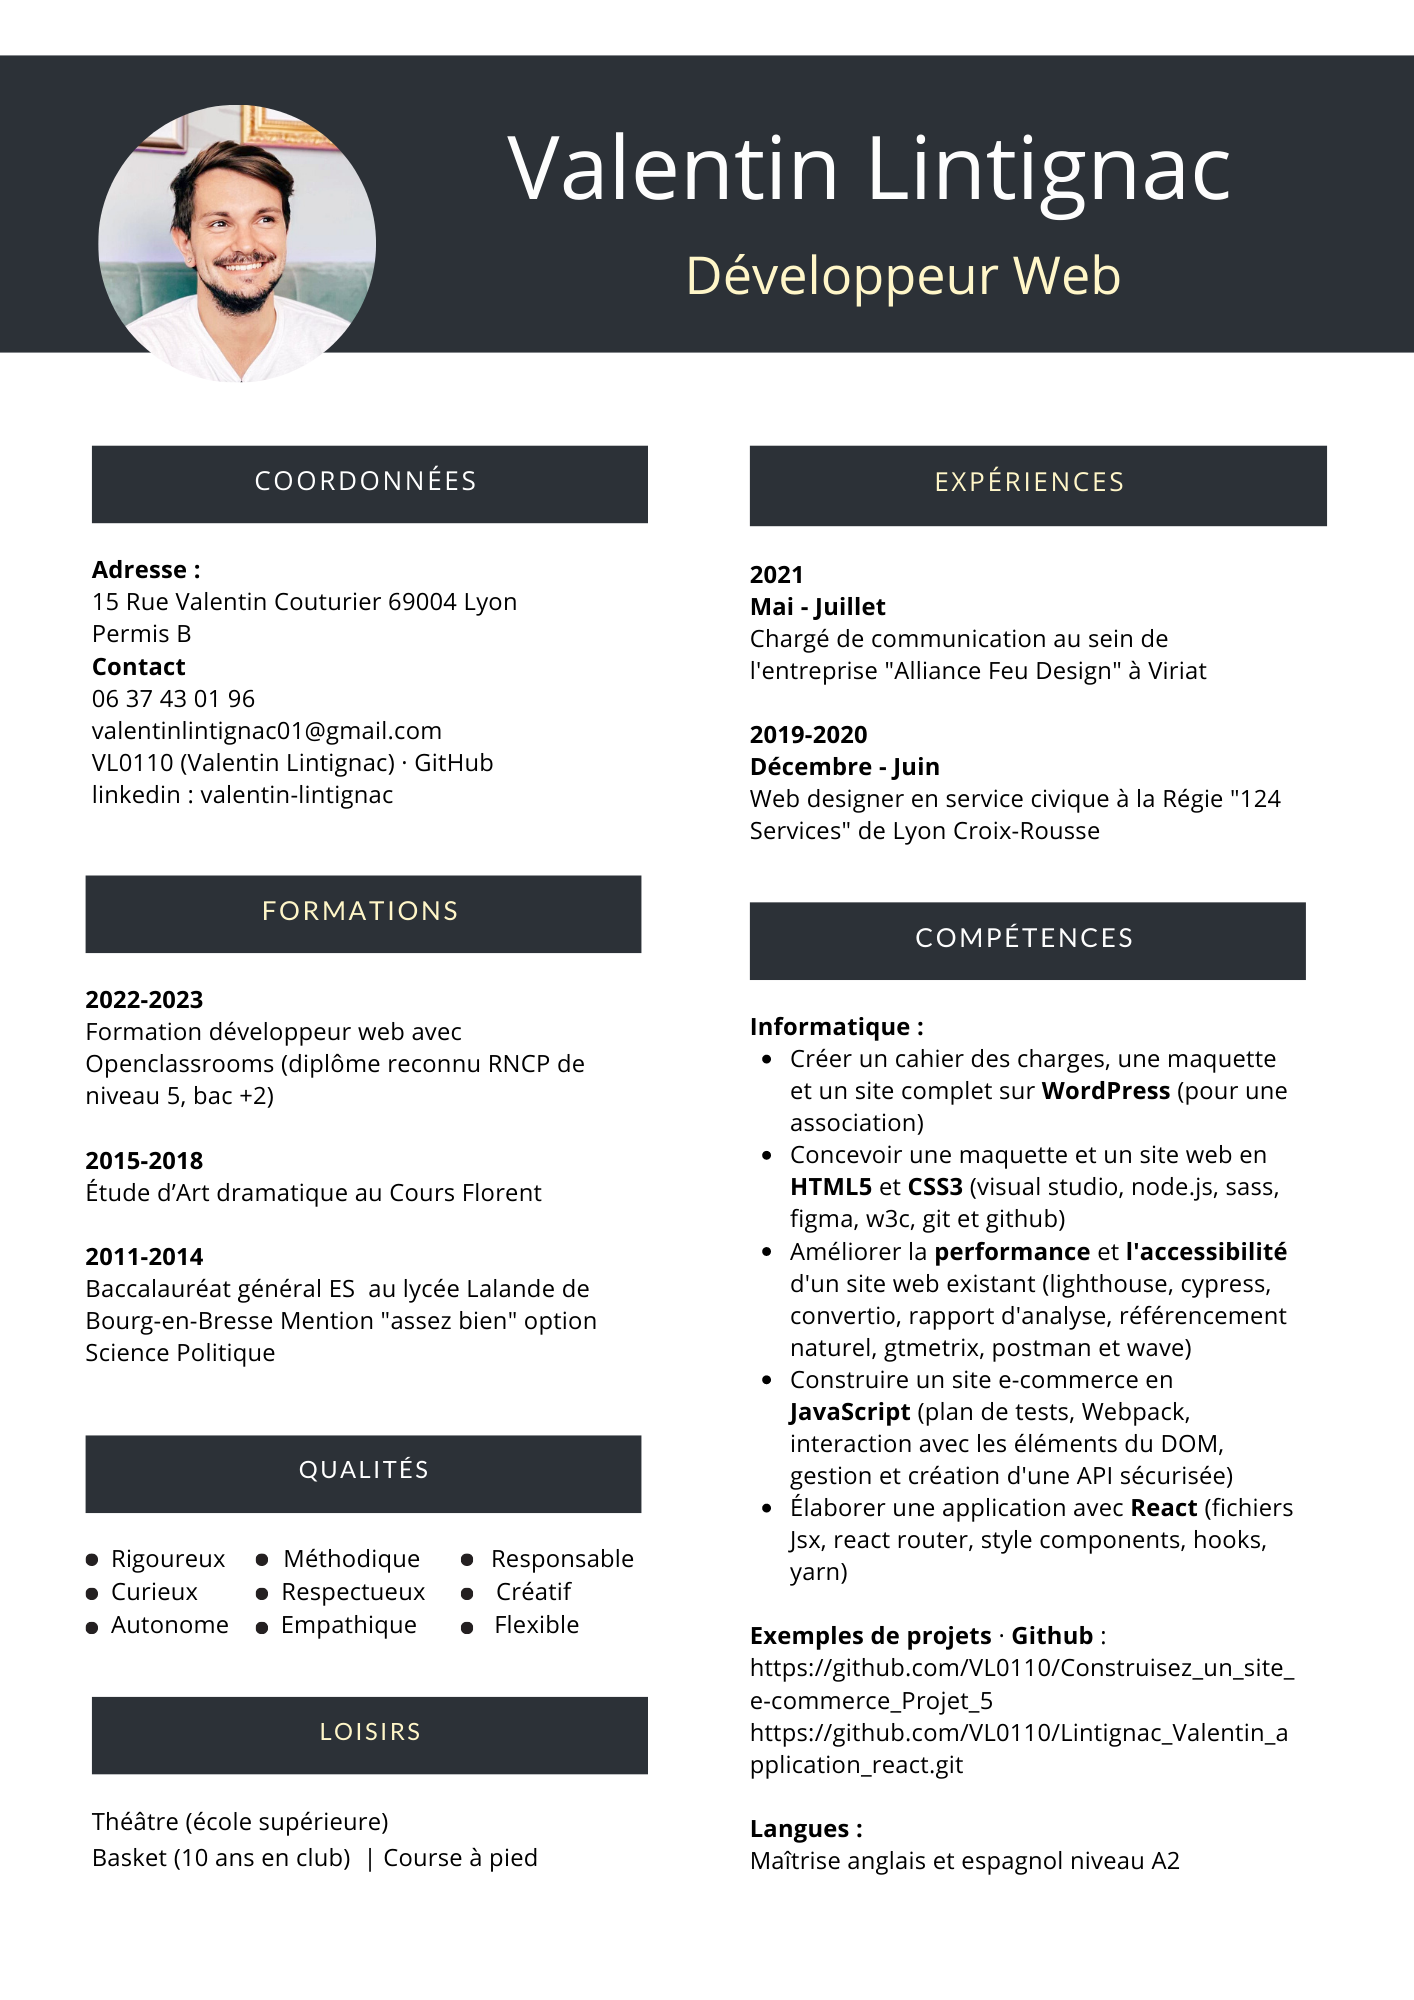 Valentin Lintignac
Développeur Web
COORDONNÉES
Adresse :
15 Rue Valentin Couturier 69004 Lyon
Permis B
Contact
06 37 43 01 96
valentinlintignac01@gmail.com
VL0110 (Valentin Lintignac) · GitHub
linkedin : valentin-lintignac
FORMATIONS
2022-2023
Formation développeur web avec
Openclassrooms (diplôme reconnu RNCP de
niveau 5, bac +2)
2015-2018
Étude d’Art dramatique au Cours Florent
2011-2014
Baccalauréat général ES  au lycée Lalande de
Bourg-en-Bresse Mention "assez bien" option
Science Politique
QUALITÉS
• Rigoureux • Méthodique • Responsable
• Curieux • Respectueux • Créatif
• Autonome • Empathique • Flexible
LOISIRS
Théâtre (école supérieure)
Basket (10 ans en club)  | Course à pied
EXPÉRIENCES
2021
Mai - Juillet
Chargé de communication au sein de
l'entreprise "Alliance Feu Design" à Viriat
2019-2020
Décembre - Juin
Web designer en service civique à la Régie "124
Services" de Lyon Croix-Rousse
COMPÉTENCES
Informatique :
• Créer un cahier des charges, une maquette
et un site complet sur WordPress (pour une
association)
• Concevoir une maquette et un site web en
HTML5 et CSS3 (visual studio, node.js, sass,
figma, w3c, git et github)
• Améliorer la performance et l'accessibilité
d'un site web existant (lighthouse, cypress,
convertio, rapport d'analyse, référencement
naturel, gtmetrix, postman et wave)
• Construire un site e-commerce en
JavaScript (plan de tests, Webpack,
interaction avec les éléments du DOM,
gestion et création d'une API sécurisée)
• Élaborer une application avec React (fichiers
Jsx, react router, style components, hooks,
yarn)
Exemples de projets · Github :
https://github.com/VL0110/Construisez_un_site_
e-commerce_Projet_5
https://github.com/VL0110/Lintignac_Valentin_a
pplication_react.git
Langues :
Maîtrise anglais et espagnol niveau A2